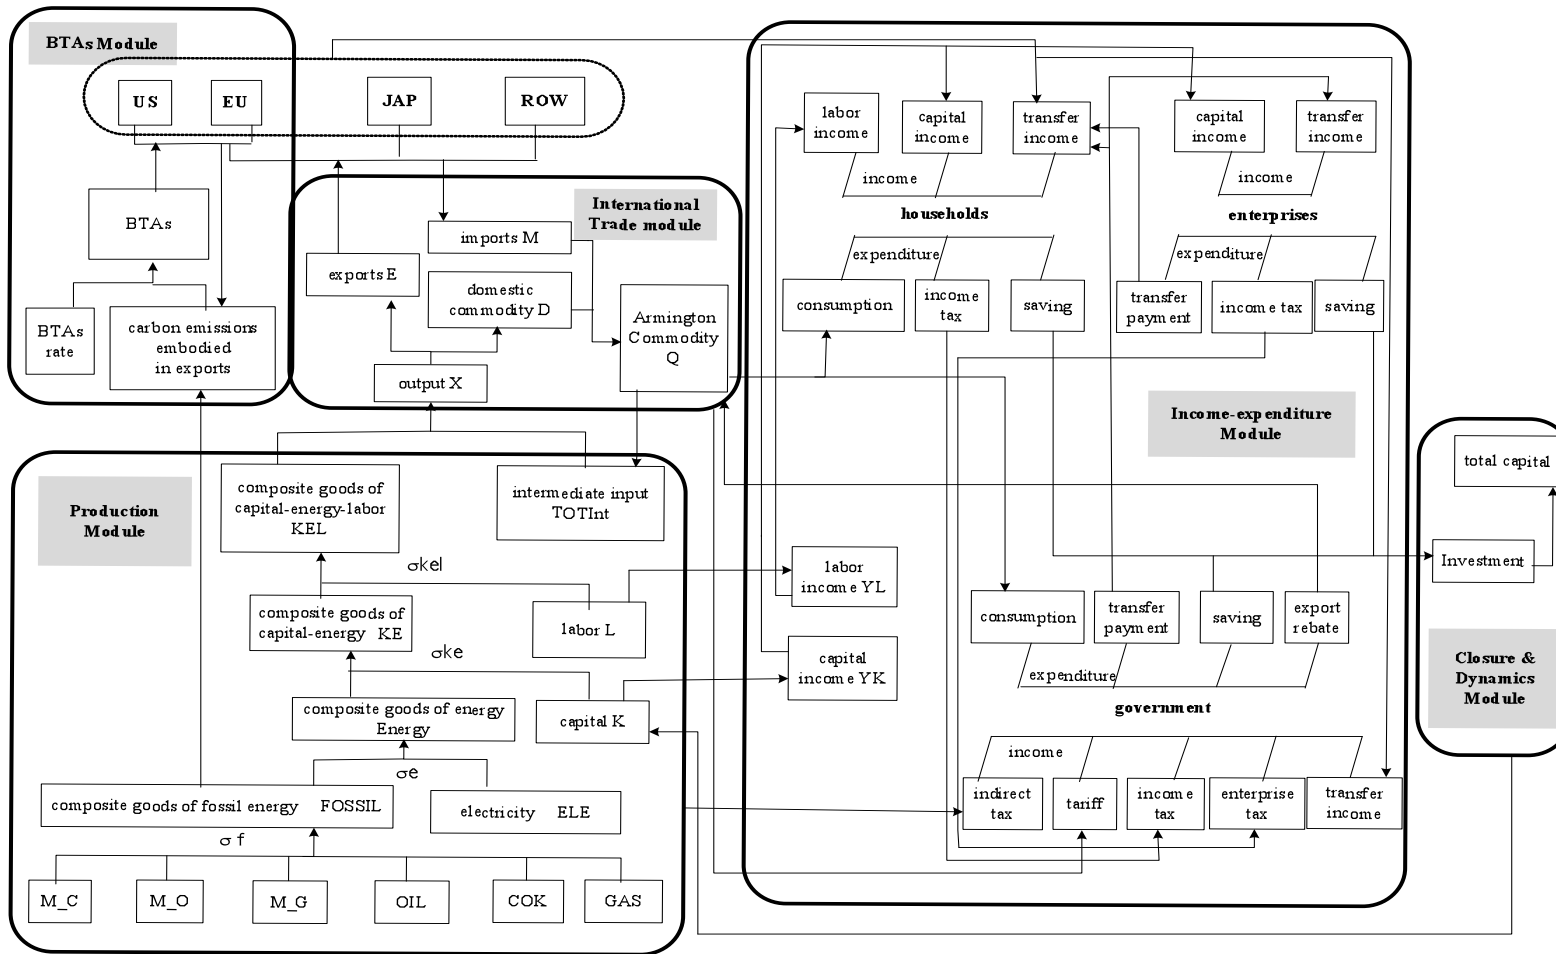 BTAs Module
US
EU
JAP
ROW
BTAs
BTAs
rate
carbon emissions
embodied
in exports
International
Trade module
imports M
exports E
domestic
commodity D
Armington
Commodity
Q
output X
Production
Module
composite goods of
capital-energy-labor
KEL
intermediate input
TOTInt
σkel
composite goods of
capital-energy KE
labor L
σke
composite goods of energy
Energy
capital K
σe
composite goods of fossil energy FOSSIL
electricity ELE
σf
M_C
M_O
M_G
OIL
COK
GAS
labor
income
capital
income
transfer
income
income
households
expenditure
consumption
income
tax
saving
capital
income
transfer
income
income
enterprises
expenditure
transfer
payment
income tax
saving
Income-expenditure
Module
labor
income YL
capital
income YK
consumption
transfer
payment
saving
export
rebate
expenditure
government
income
indirect
tax
tariff
income
tax
enterprise
tax
transfer
income
total capital
Investment
Closure &
Dynamics
Module